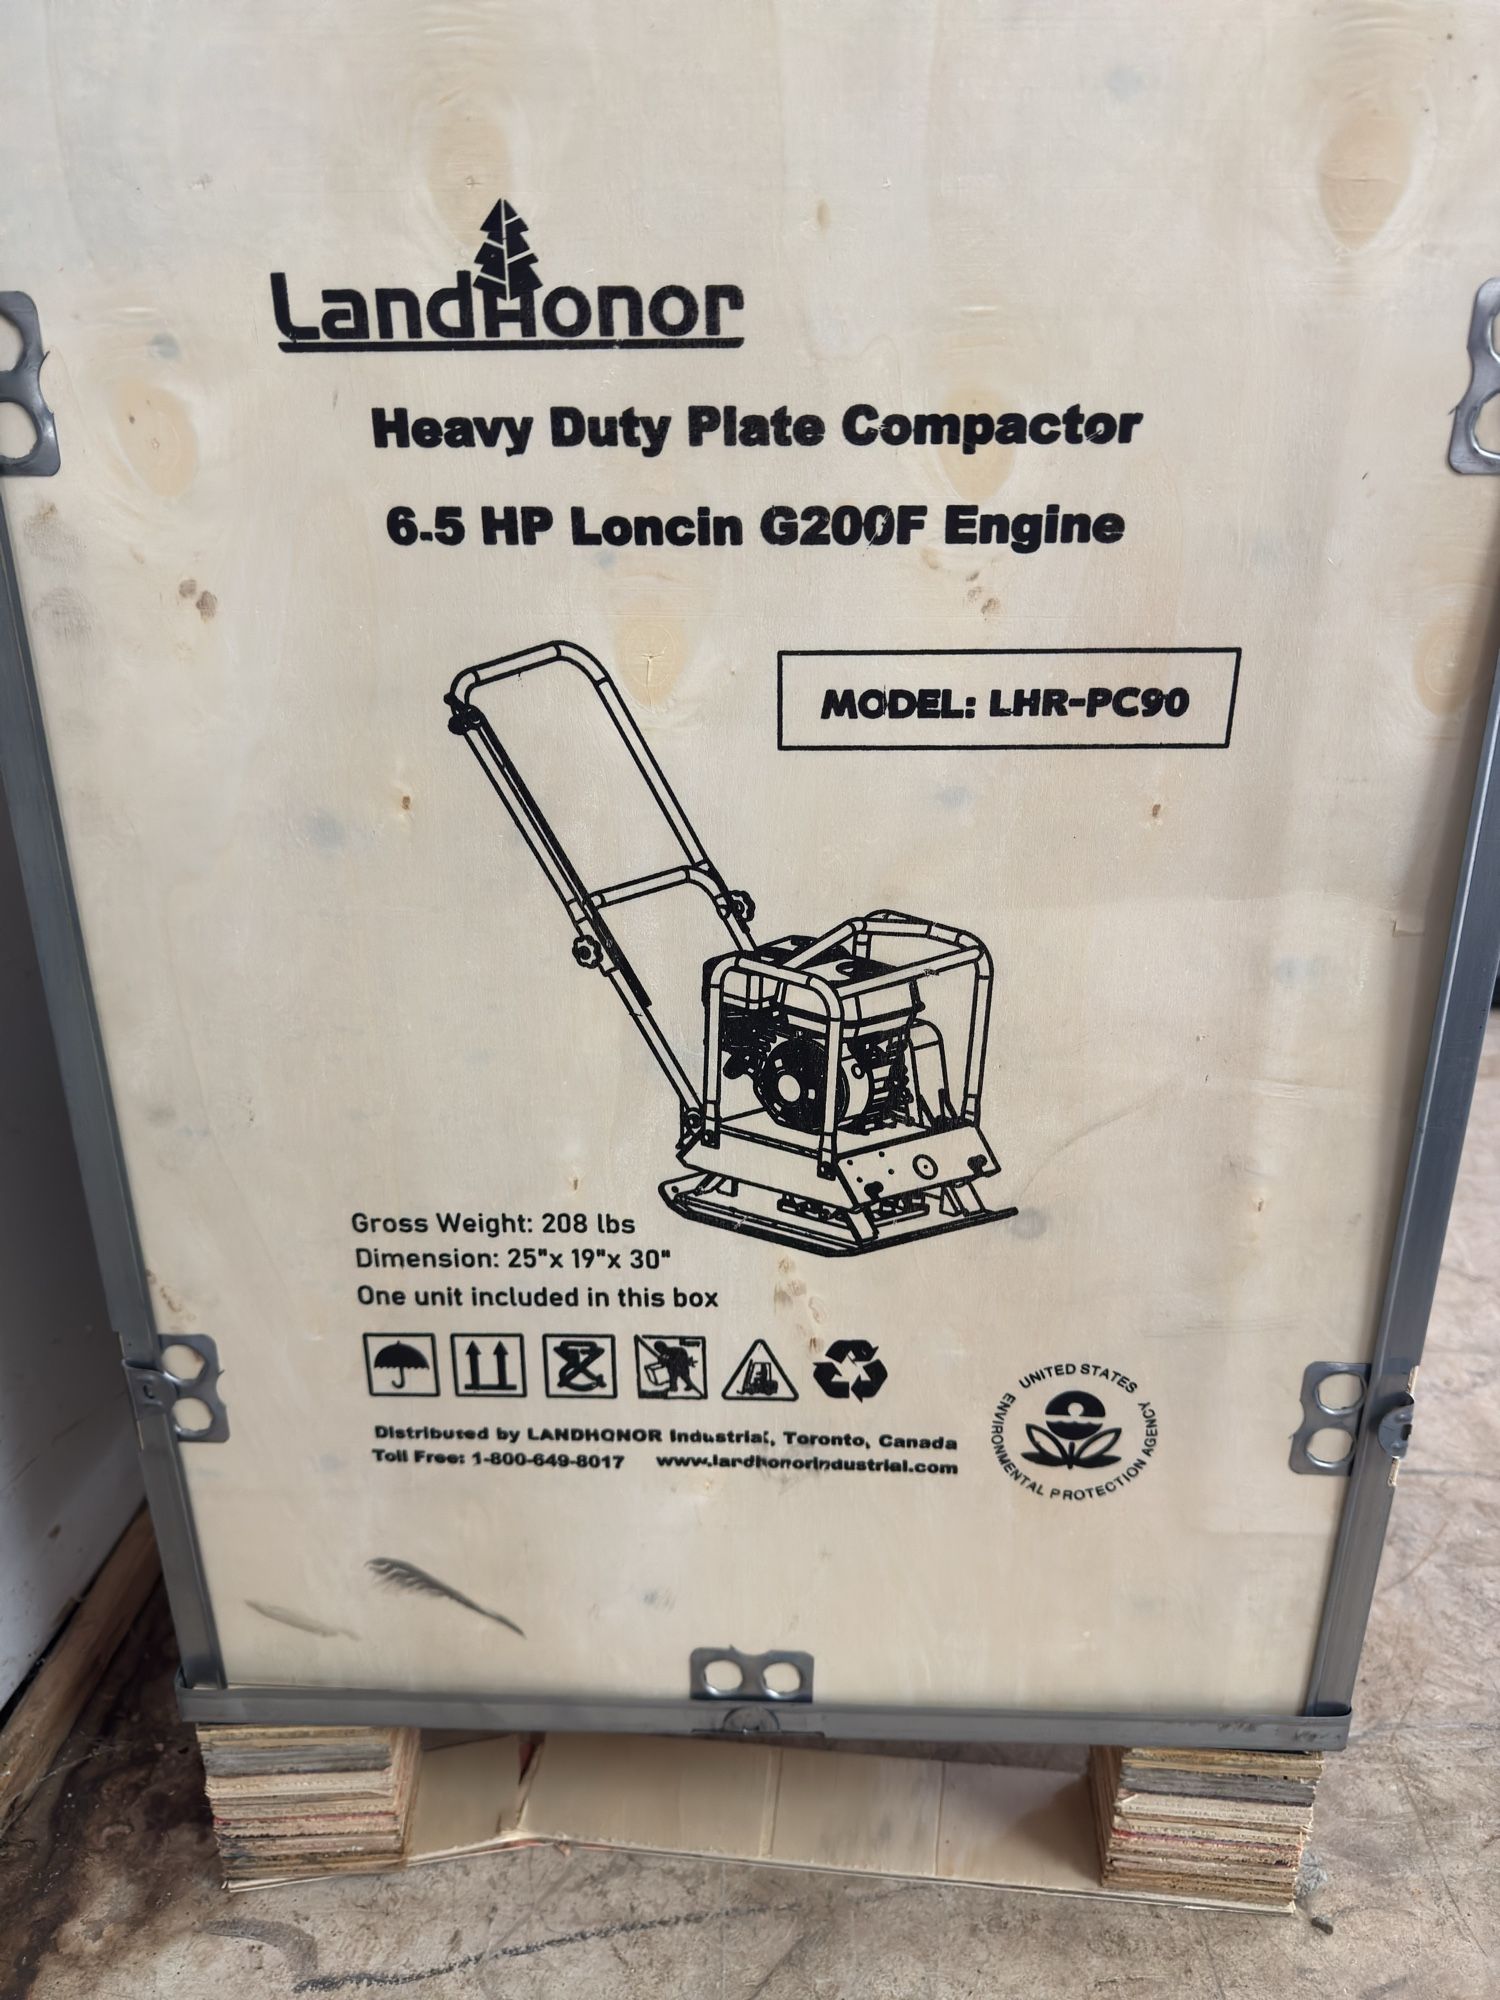 LandHonor
Heavy Duty Plate Compactor
6.5 HP Loncin G200F Engine
MODEL: LHR-PC90
Gross Weight: 208 lbs
Dimension: 25"x 19"x 30"
One unit included in this box
Distributed by LANDHONOR Industrial, Toronto, Canada
Toll Free: 1-800-649-8017 www.landhonorindustrial.com
UNITED STATES
ENVIRONMENTAL PROTECTION AGENCY